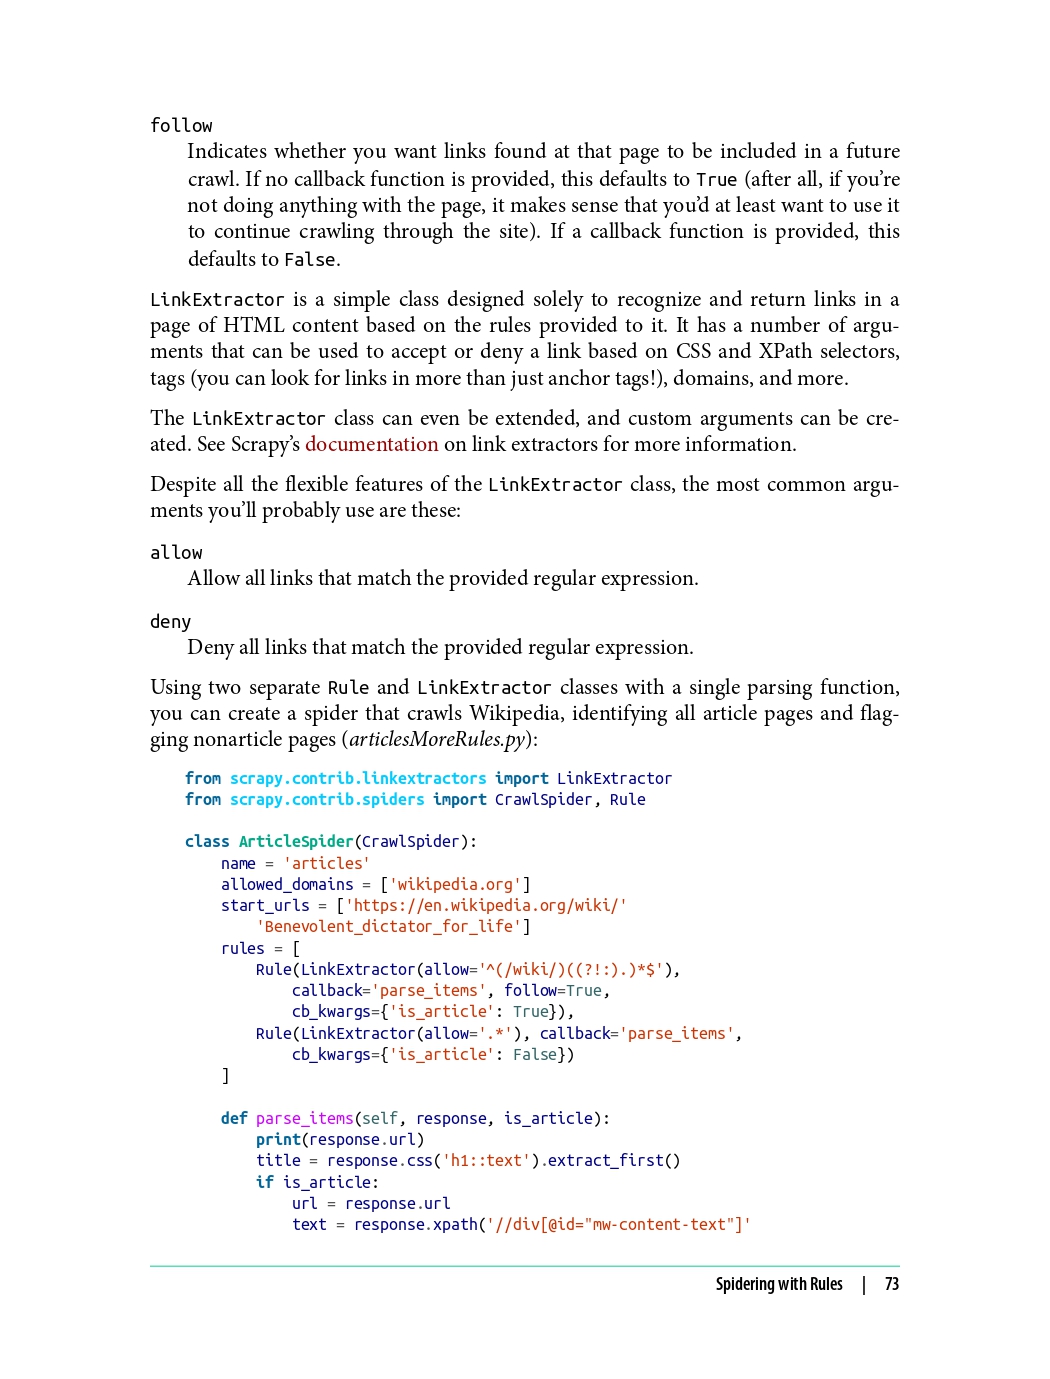 follow
Indicates whether you want links found at that page to be included in a future
crawl. If no callback function is provided, this defaults to True (after all, if you’re
not doing anything with the page, it makes sense that you’d at least want to use it
to continue crawling through the site). If a callback function is provided, this
defaults to False.
LinkExtractor is a simple class designed solely to recognize and return links in a
page of HTML content based on the rules provided to it. It has a number of argu-
ments that can be used to accept or deny a link based on CSS and XPath selectors,
tags (you can look for links in more than just anchor tags!), domains, and more.
The LinkExtractor class can even be extended, and custom arguments can be cre-
ated. See Scrapy’s documentation on link extractors for more information.
Despite all the flexible features of the LinkExtractor class, the most common argu-
ments you’ll probably use are these:
allow
Allow all links that match the provided regular expression.
deny
Deny all links that match the provided regular expression.
Using two separate Rule and LinkExtractor classes with a single parsing function,
you can create a spider that crawls Wikipedia, identifying all article pages and flag-
ging nonarticle pages (articlesMoreRules.py):
from scrapy.contrib.linkextractors import LinkExtractor
from scrapy.contrib.spiders import CrawlSpider, Rule
class ArticleSpider(CrawlSpider):
    name = 'articles'
    allowed_domains = ['wikipedia.org']
    start_urls = ['https://en.wikipedia.org/wiki/'
        'Benevolent_dictator_for_life']
    rules = [
        Rule(LinkExtractor(allow='^(/wiki/)((?!:).)*$'),
            callback='parse_items', follow=True,
            cb_kwargs={'is_article': True}),
        Rule(LinkExtractor(allow='.*'), callback='parse_items',
            cb_kwargs={'is_article': False})
    ]
    def parse_items(self, response, is_article):
        print(response.url)
        title = response.css('h1::text').extract_first()
        if is_article:
            url = response.url
            text = response.xpath('//div[@id="mw-content-text"]'
Spidering with Rules | 73